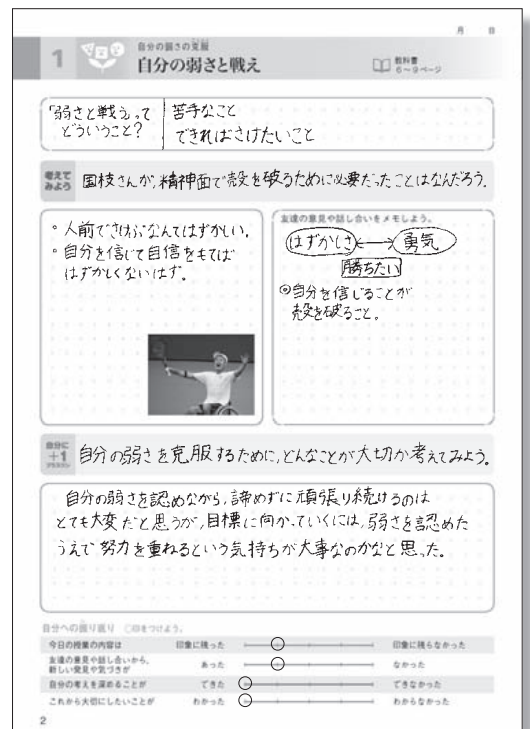 月 日
1
自分の弱さの克服
自分の弱さと戦え
教科書
6～9ページ
「弱さと戦う」って
どういうこと?
苦手なこと
できればさけたいこと
考えて
みよう
国枝さんが,精神面で殻を破るために必要だったことはなんだろう。
・人前でさけぶなんてはずかしい。
・自分を信じて自信をもてば
はずかしくないはず。
友達の意見や話し合いをメモしよう。
はずかしさ ⟷ 勇気
勝ちたい
◎自分を信じることが
殻を破ること。
自分に
+1
プラスワン
自分の弱さを克服するために,どんなことが大切か考えてみよう。
自分の弱さを認めながら,諦めずに頑張り続けるのは
とても大変だと思うが,目標に向かっていくには,弱さを認めた
うえで努力を重ねるという気持ちが大事なのかなと思った。
自分への振り返り ○印をつけよう。
今日の授業の内容は 印象に残った 印象に残らなかった
友達の意見や話し合いから、
新しい発見や気づきが あった なかった
自分の考えを深めることが できた できなかった
これから大切にしたいことが わかった わからなかった
2